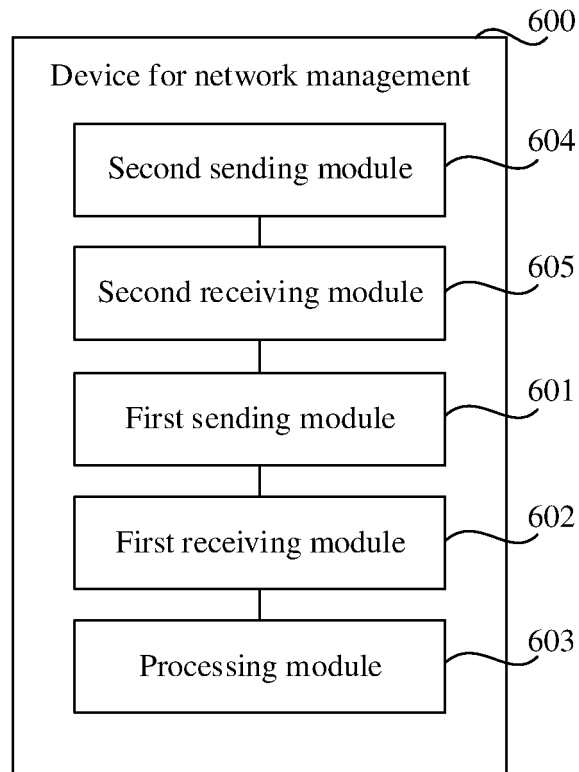 600
Device for network management
604
Second sending module
605
Second receiving module
601
First sending module
602
First receiving module
603
Processing module